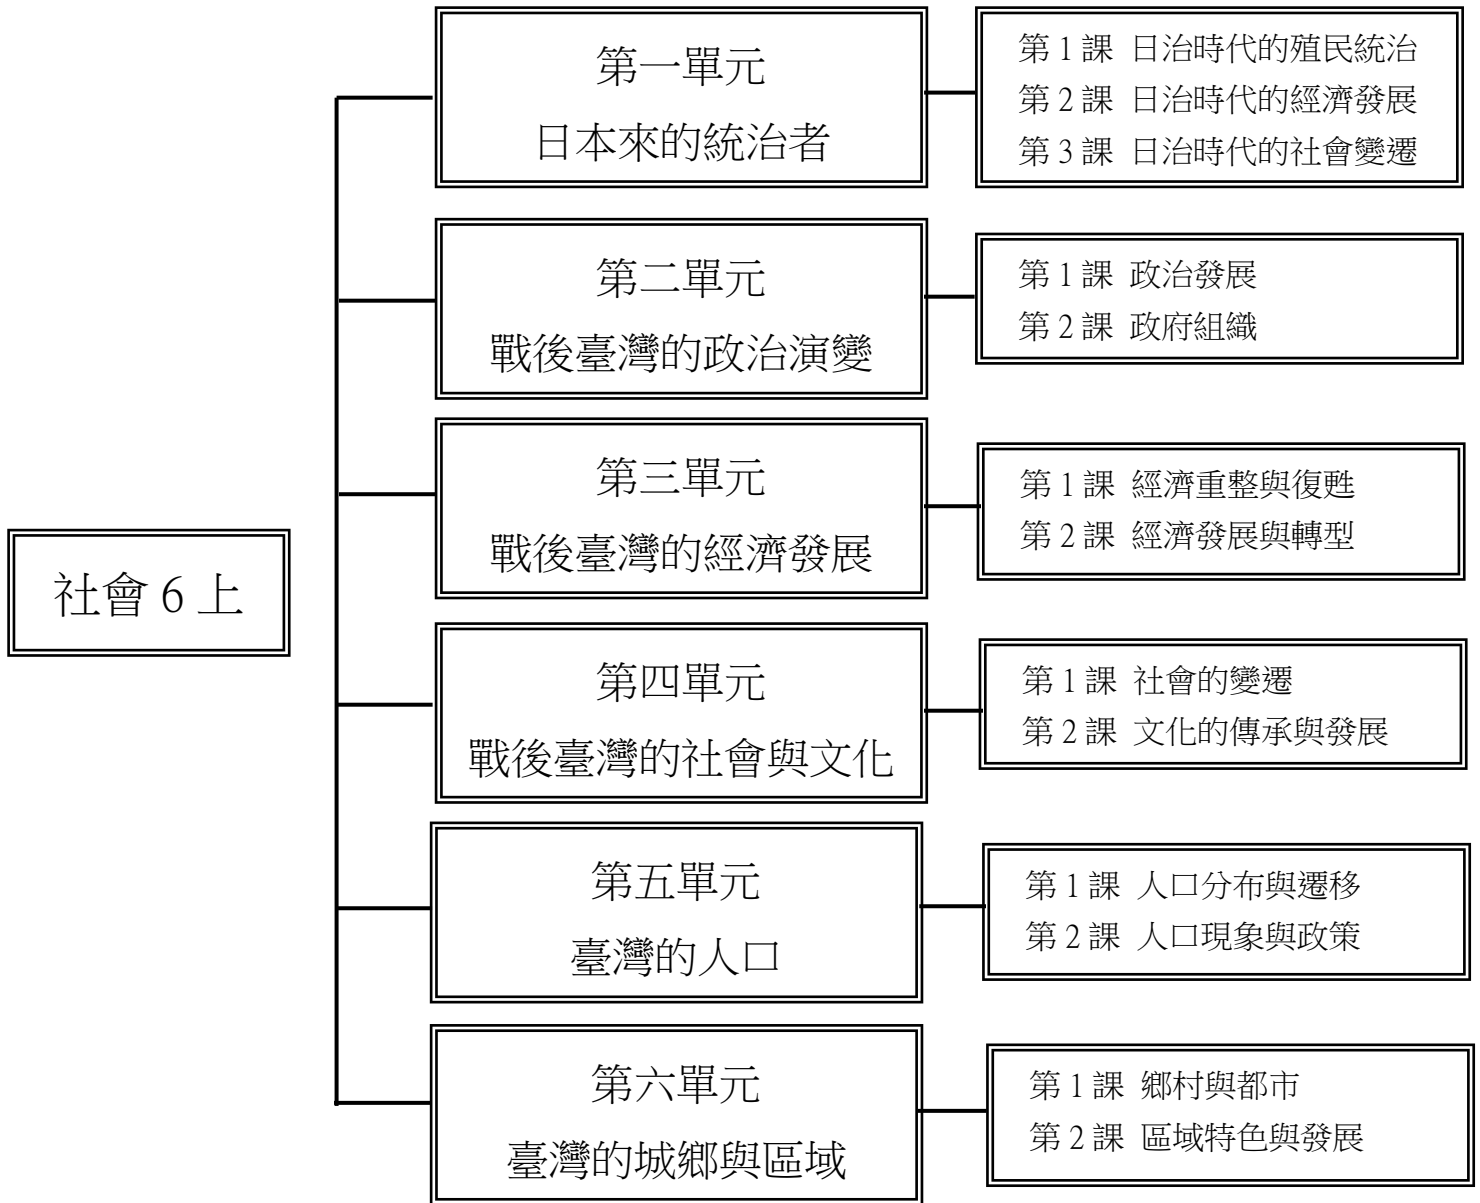 社會 6 上
第一單元
日本來的統治者
第 1 課 日治時代的殖民統治
第 2 課 日治時代的經濟發展
第 3 課 日治時代的社會變遷
第二單元
戰後臺灣的政治演變
第 1 課 政治發展
第 2 課 政府組織
第三單元
戰後臺灣的經濟發展
第 1 課 經濟重整與復甦
第 2 課 經濟發展與轉型
第四單元
戰後臺灣的社會與文化
第 1 課 社會的變遷
第 2 課 文化的傳承與發展
第五單元
臺灣的人口
第 1 課 人口分布與遷移
第 2 課 人口現象與政策
第六單元
臺灣的城鄉與區域
第 1 課 鄉村與都市
第 2 課 區域特色與發展